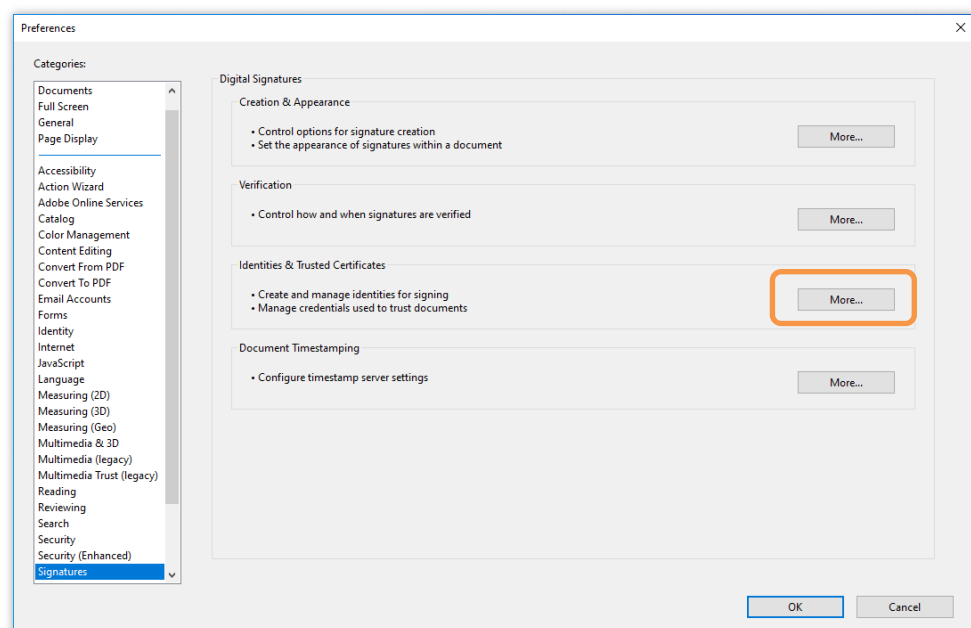 Preferences
Categories:
Documents
Full Screen
General
Page Display
Accessibility
Action Wizard
Adobe Online Services
Catalog
Color Management
Content Editing
Convert From PDF
Convert To PDF
Email Accounts
Forms
Identity
Internet
JavaScript
Language
Measuring (2D)
Measuring (3D)
Measuring (Geo)
Multimedia & 3D
Multimedia (legacy)
Multimedia Trust (legacy)
Reading
Reviewing
Search
Security
Security (Enhanced)
Signatures
Digital Signatures
Creation & Appearance
• Control options for signature creation
• Set the appearance of signatures within a document
More...
Verification
• Control how and when signatures are verified
More...
Identities & Trusted Certificates
• Create and manage identities for signing
• Manage credentials used to trust documents
More...
Document Timestamping
• Configure timestamp server settings
More...
OK
Cancel